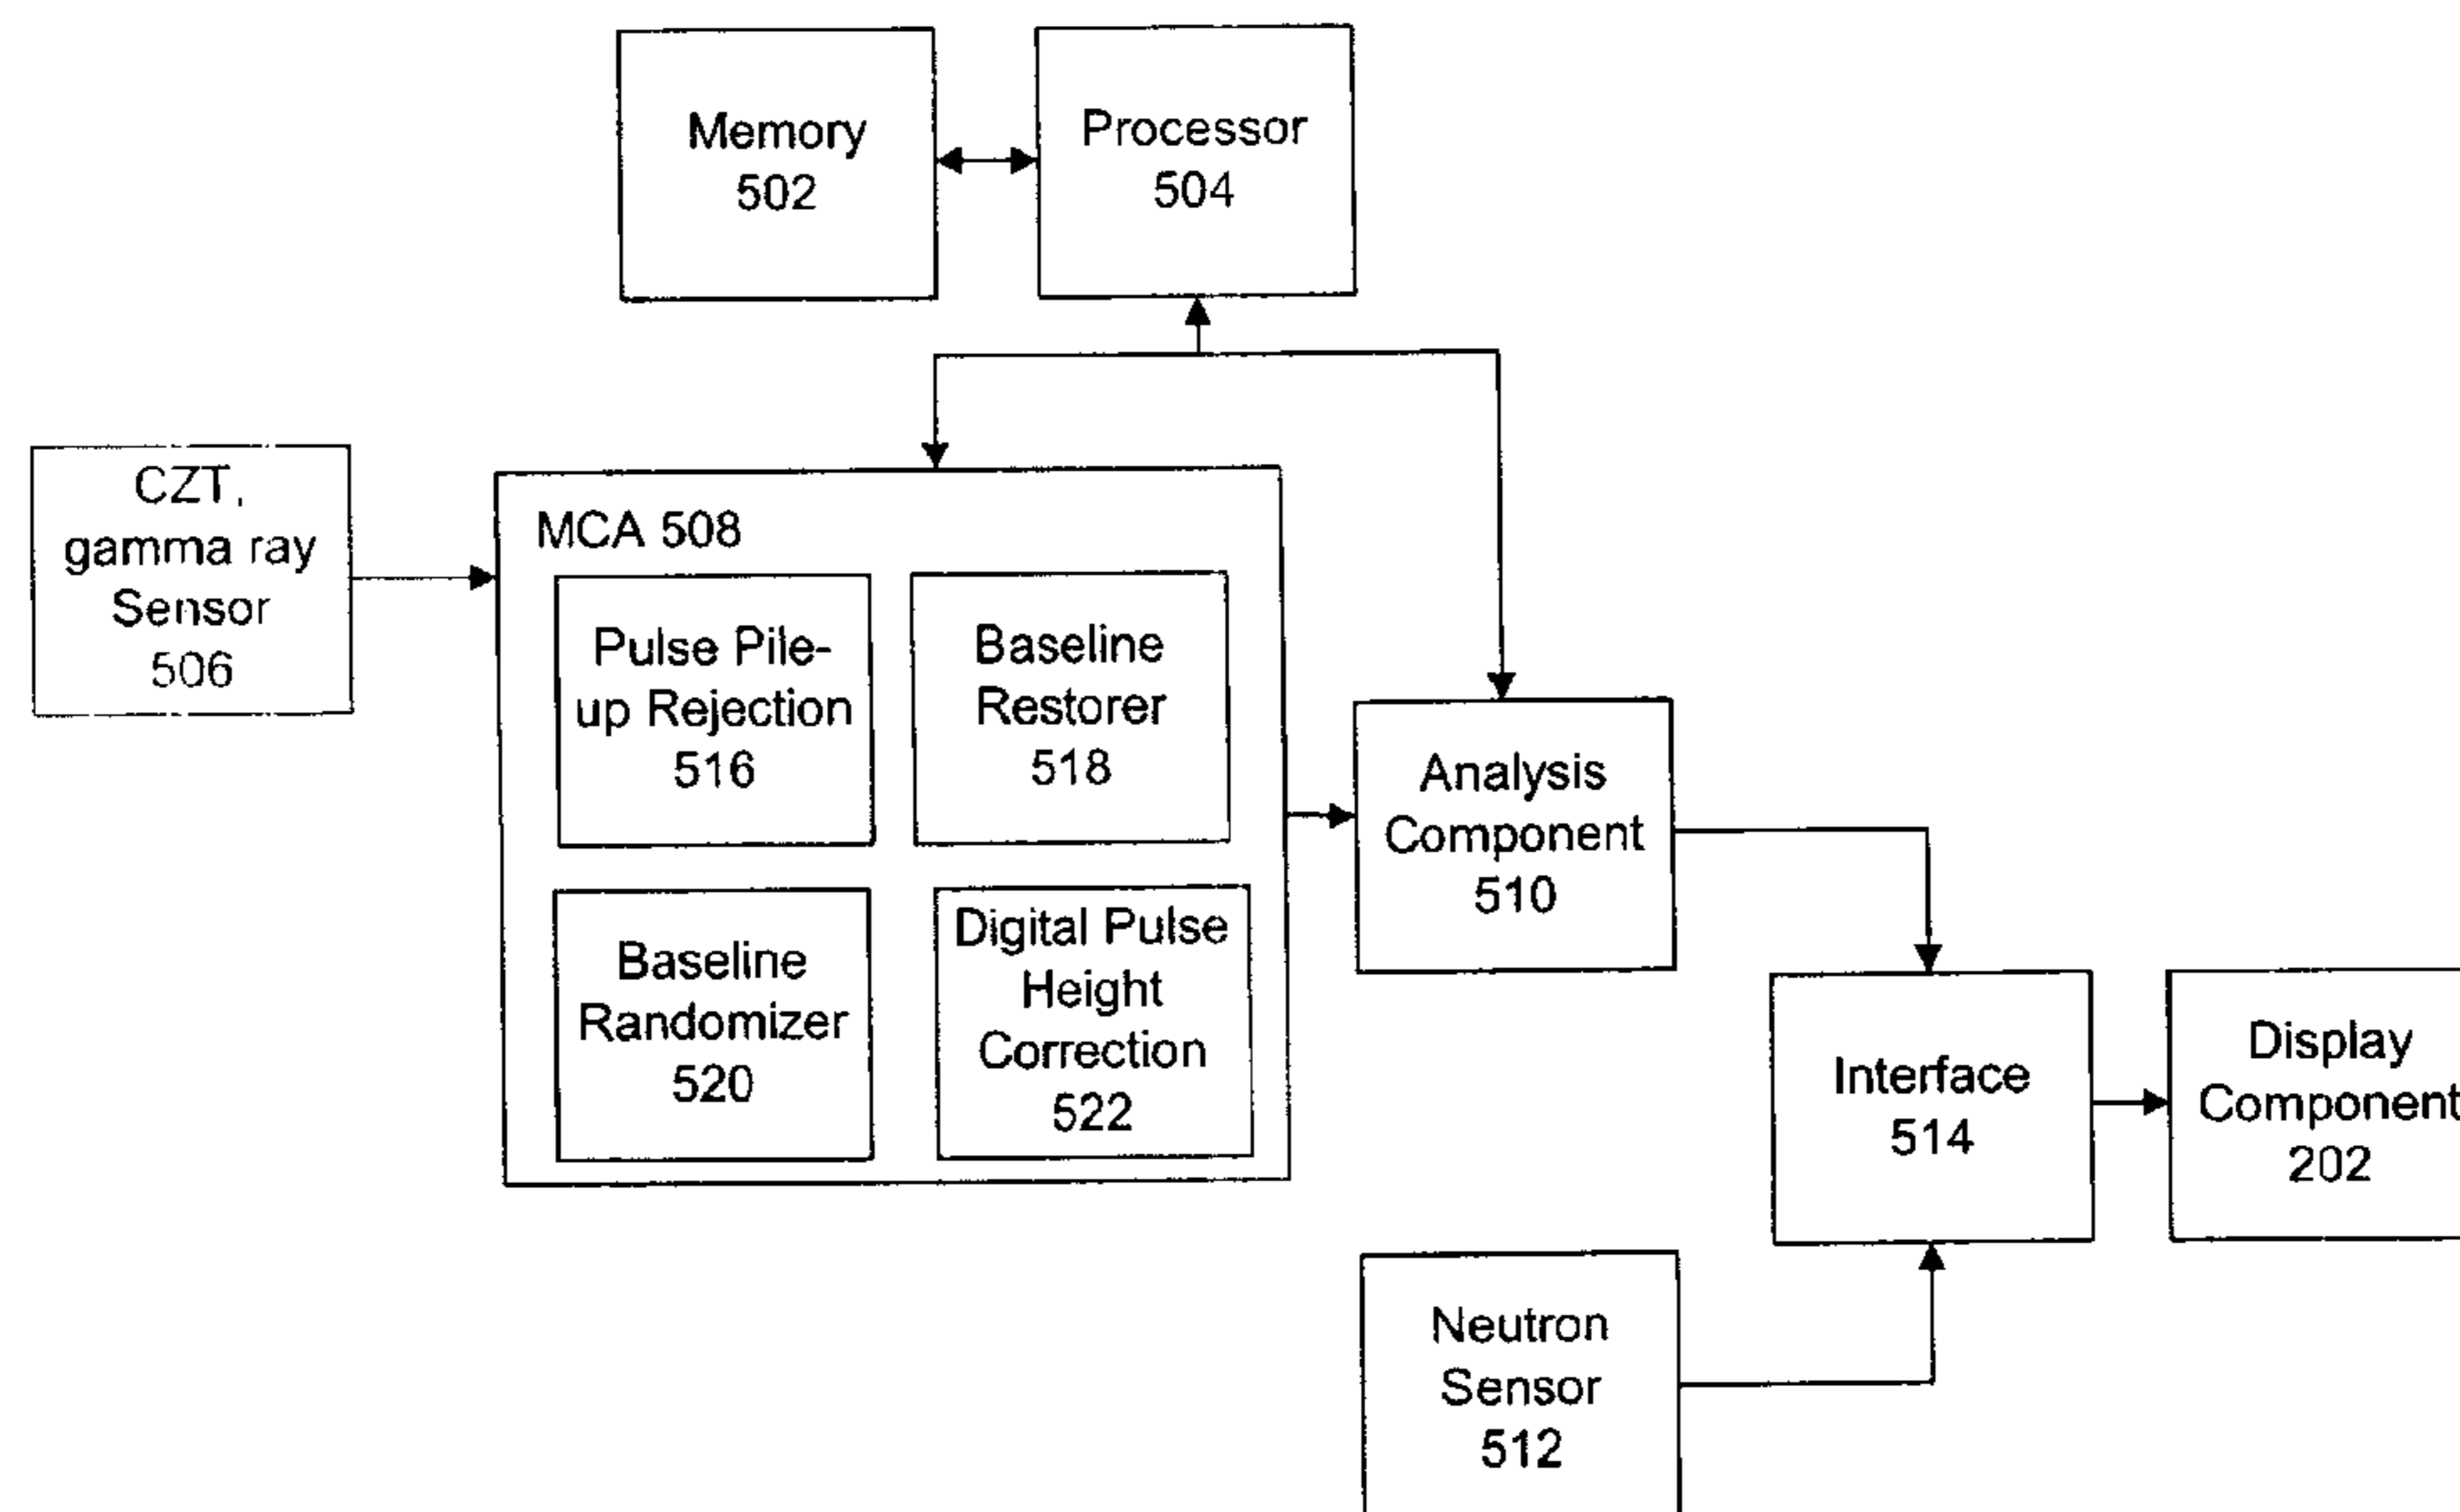 Memory
502
Processor
504
CZT,
gamma ray
Sensor
506
MCA 508
Pulse Pile-
up Rejection
516
Baseline
Restorer
518
Baseline
Randomizer
520
Digital Pulse
Height
Correction
522
Analysis
Component
510
Interface
514
Display
Component
202
Neutron
Sensor
512